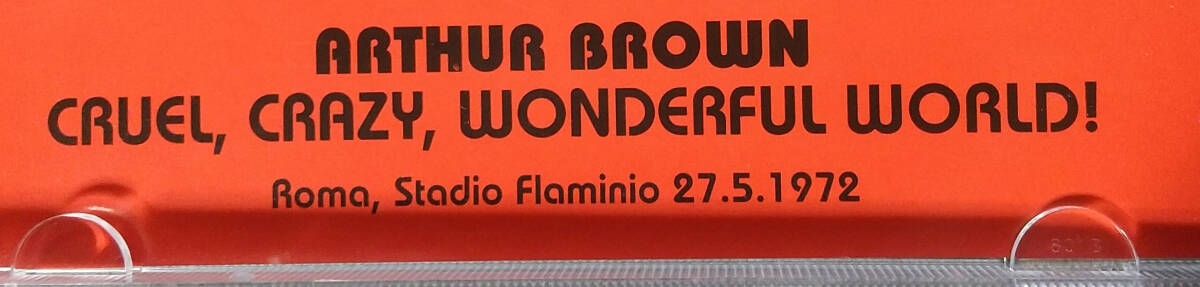 ARTHUR BROWN
CRUEL, CRAZY, WONDERFUL WORLD!
Roma, Stadio Flaminio 27.5.1972